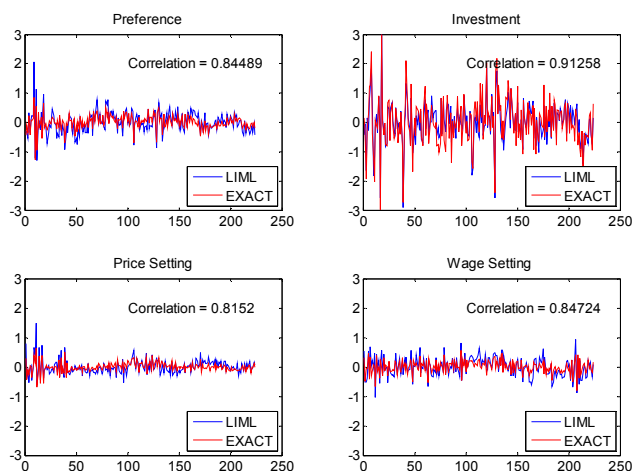 Preference
3
2
1
0
-1
-2
-3
0 50 100 150 200 250
Correlation = 0.84489
LIML
EXACT
Investment
3
2
1
0
-1
-2
-3
0 50 100 150 200 250
Correlation = 0.91258
LIML
EXACT
Price Setting
3
2
1
0
-1
-2
-3
0 50 100 150 200 250
Correlation = 0.8152
LIML
EXACT
Wage Setting
3
2
1
0
-1
-2
-3
0 50 100 150 200 250
Correlation = 0.84724
LIML
EXACT